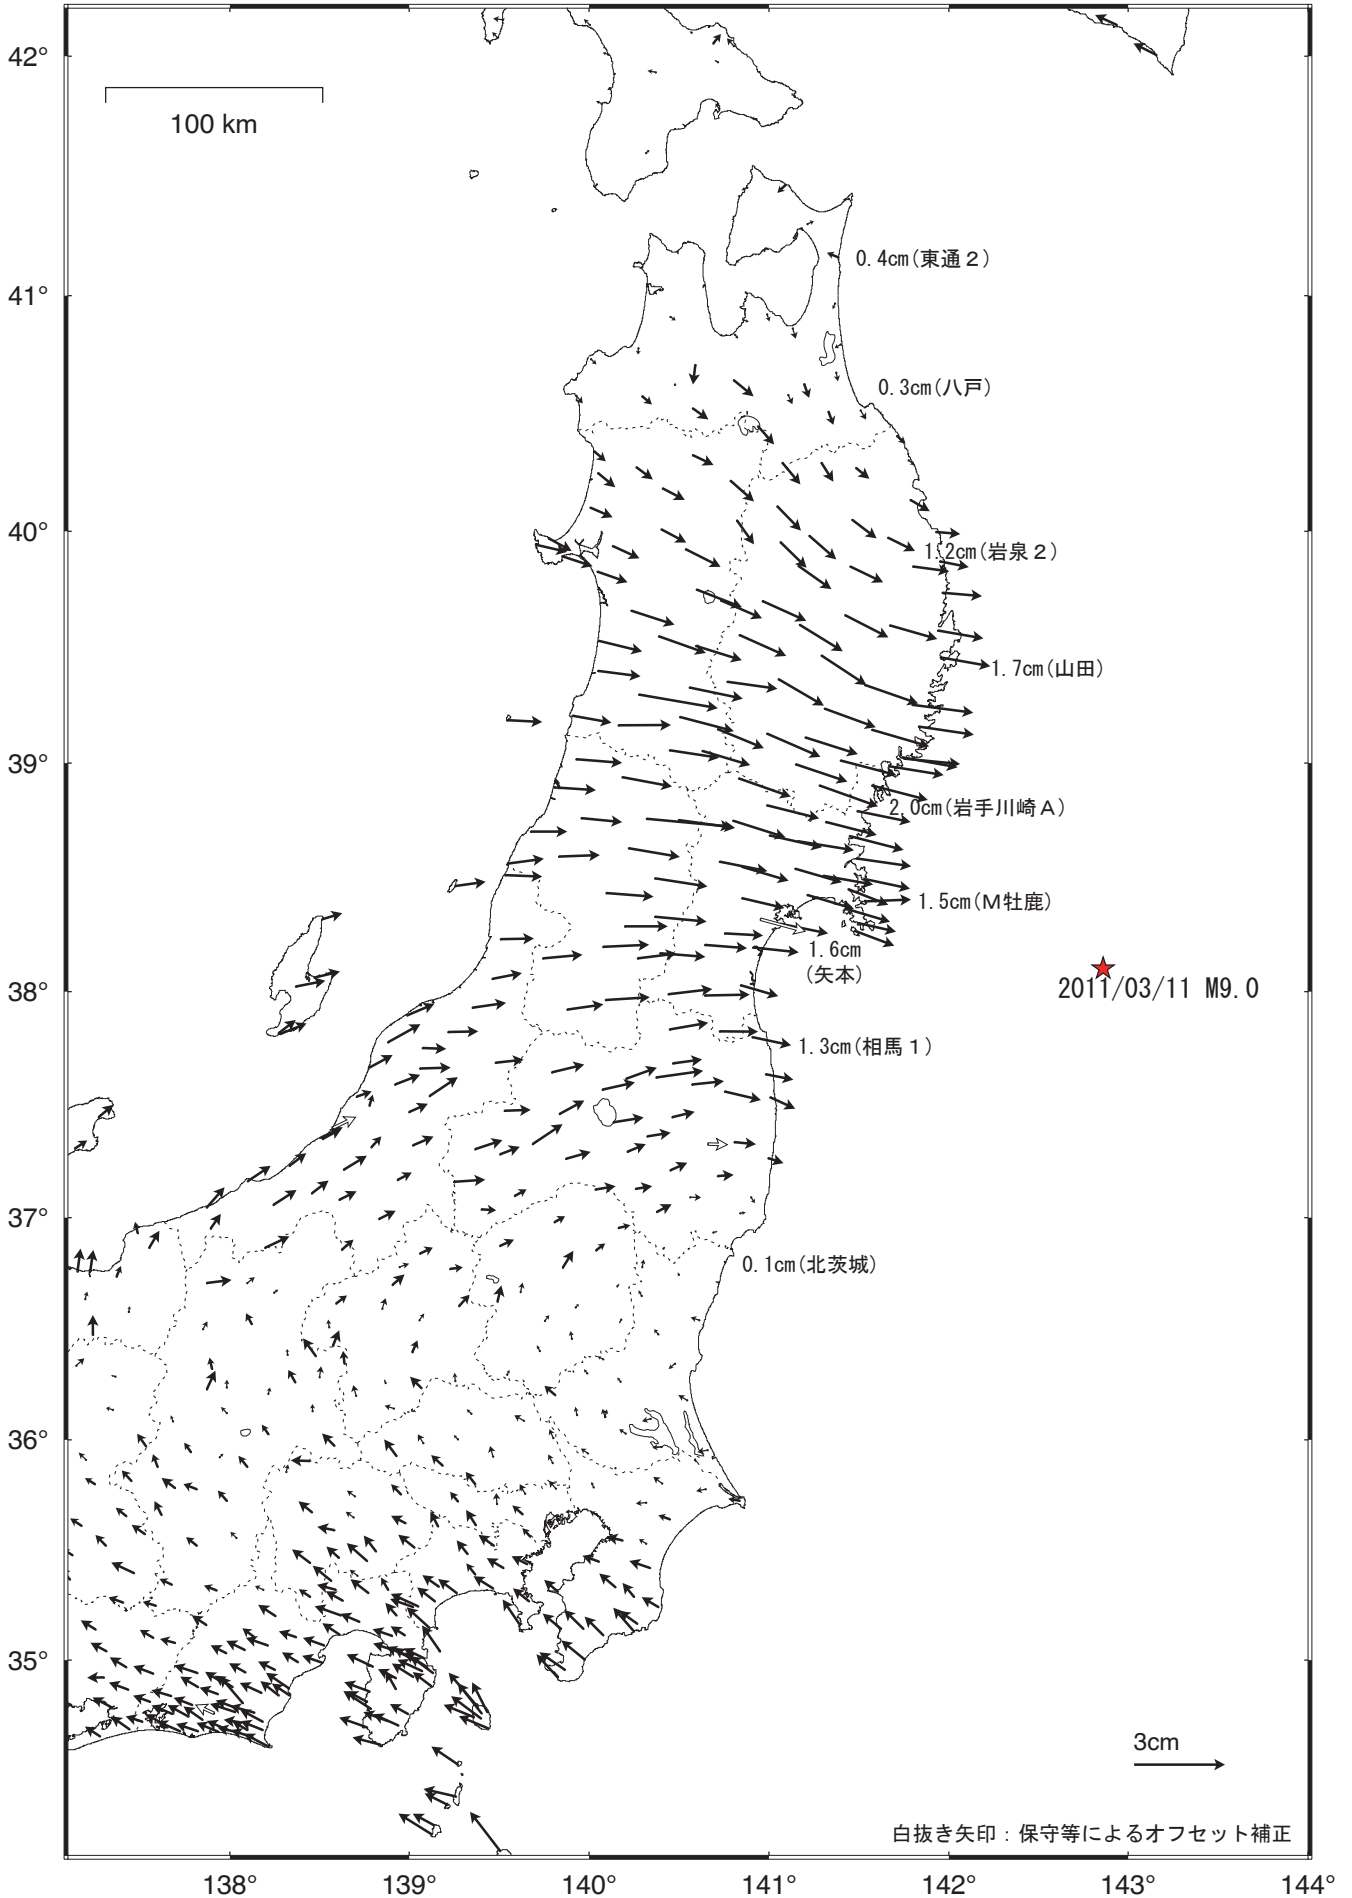 42°
100 km
0.4cm(東通２)
41°
0.3cm(八戸)
40°
1.2cm(岩泉２)
1.7cm(山田)
39°
2.0cm(岩手川崎Ａ)
1.5cm(Ｍ牡鹿)
1.6cm
(矢本)
38°
2011/03/11 M9.0
1.3cm(相馬１)
37°
0.1cm(北茨城)
36°
35°
3cm
白抜き矢印：保守等によるオフセット補正
138° 139° 140° 141° 142° 143° 144°